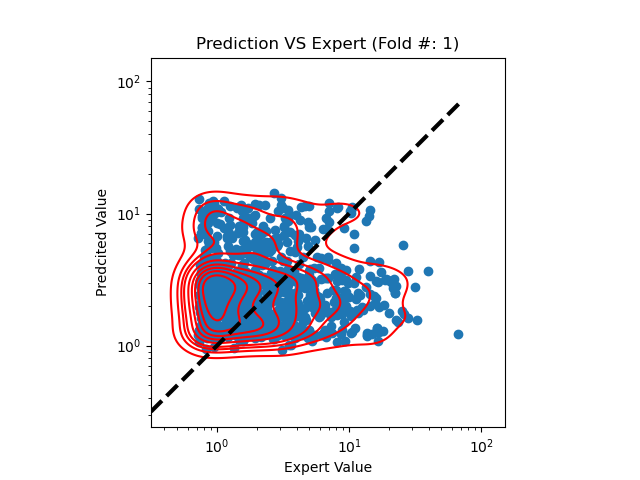 Prediction VS Expert (Fold #: 1)
10²
10¹
10⁰
Predcited Value
10⁰ 10¹ 10²
Expert Value